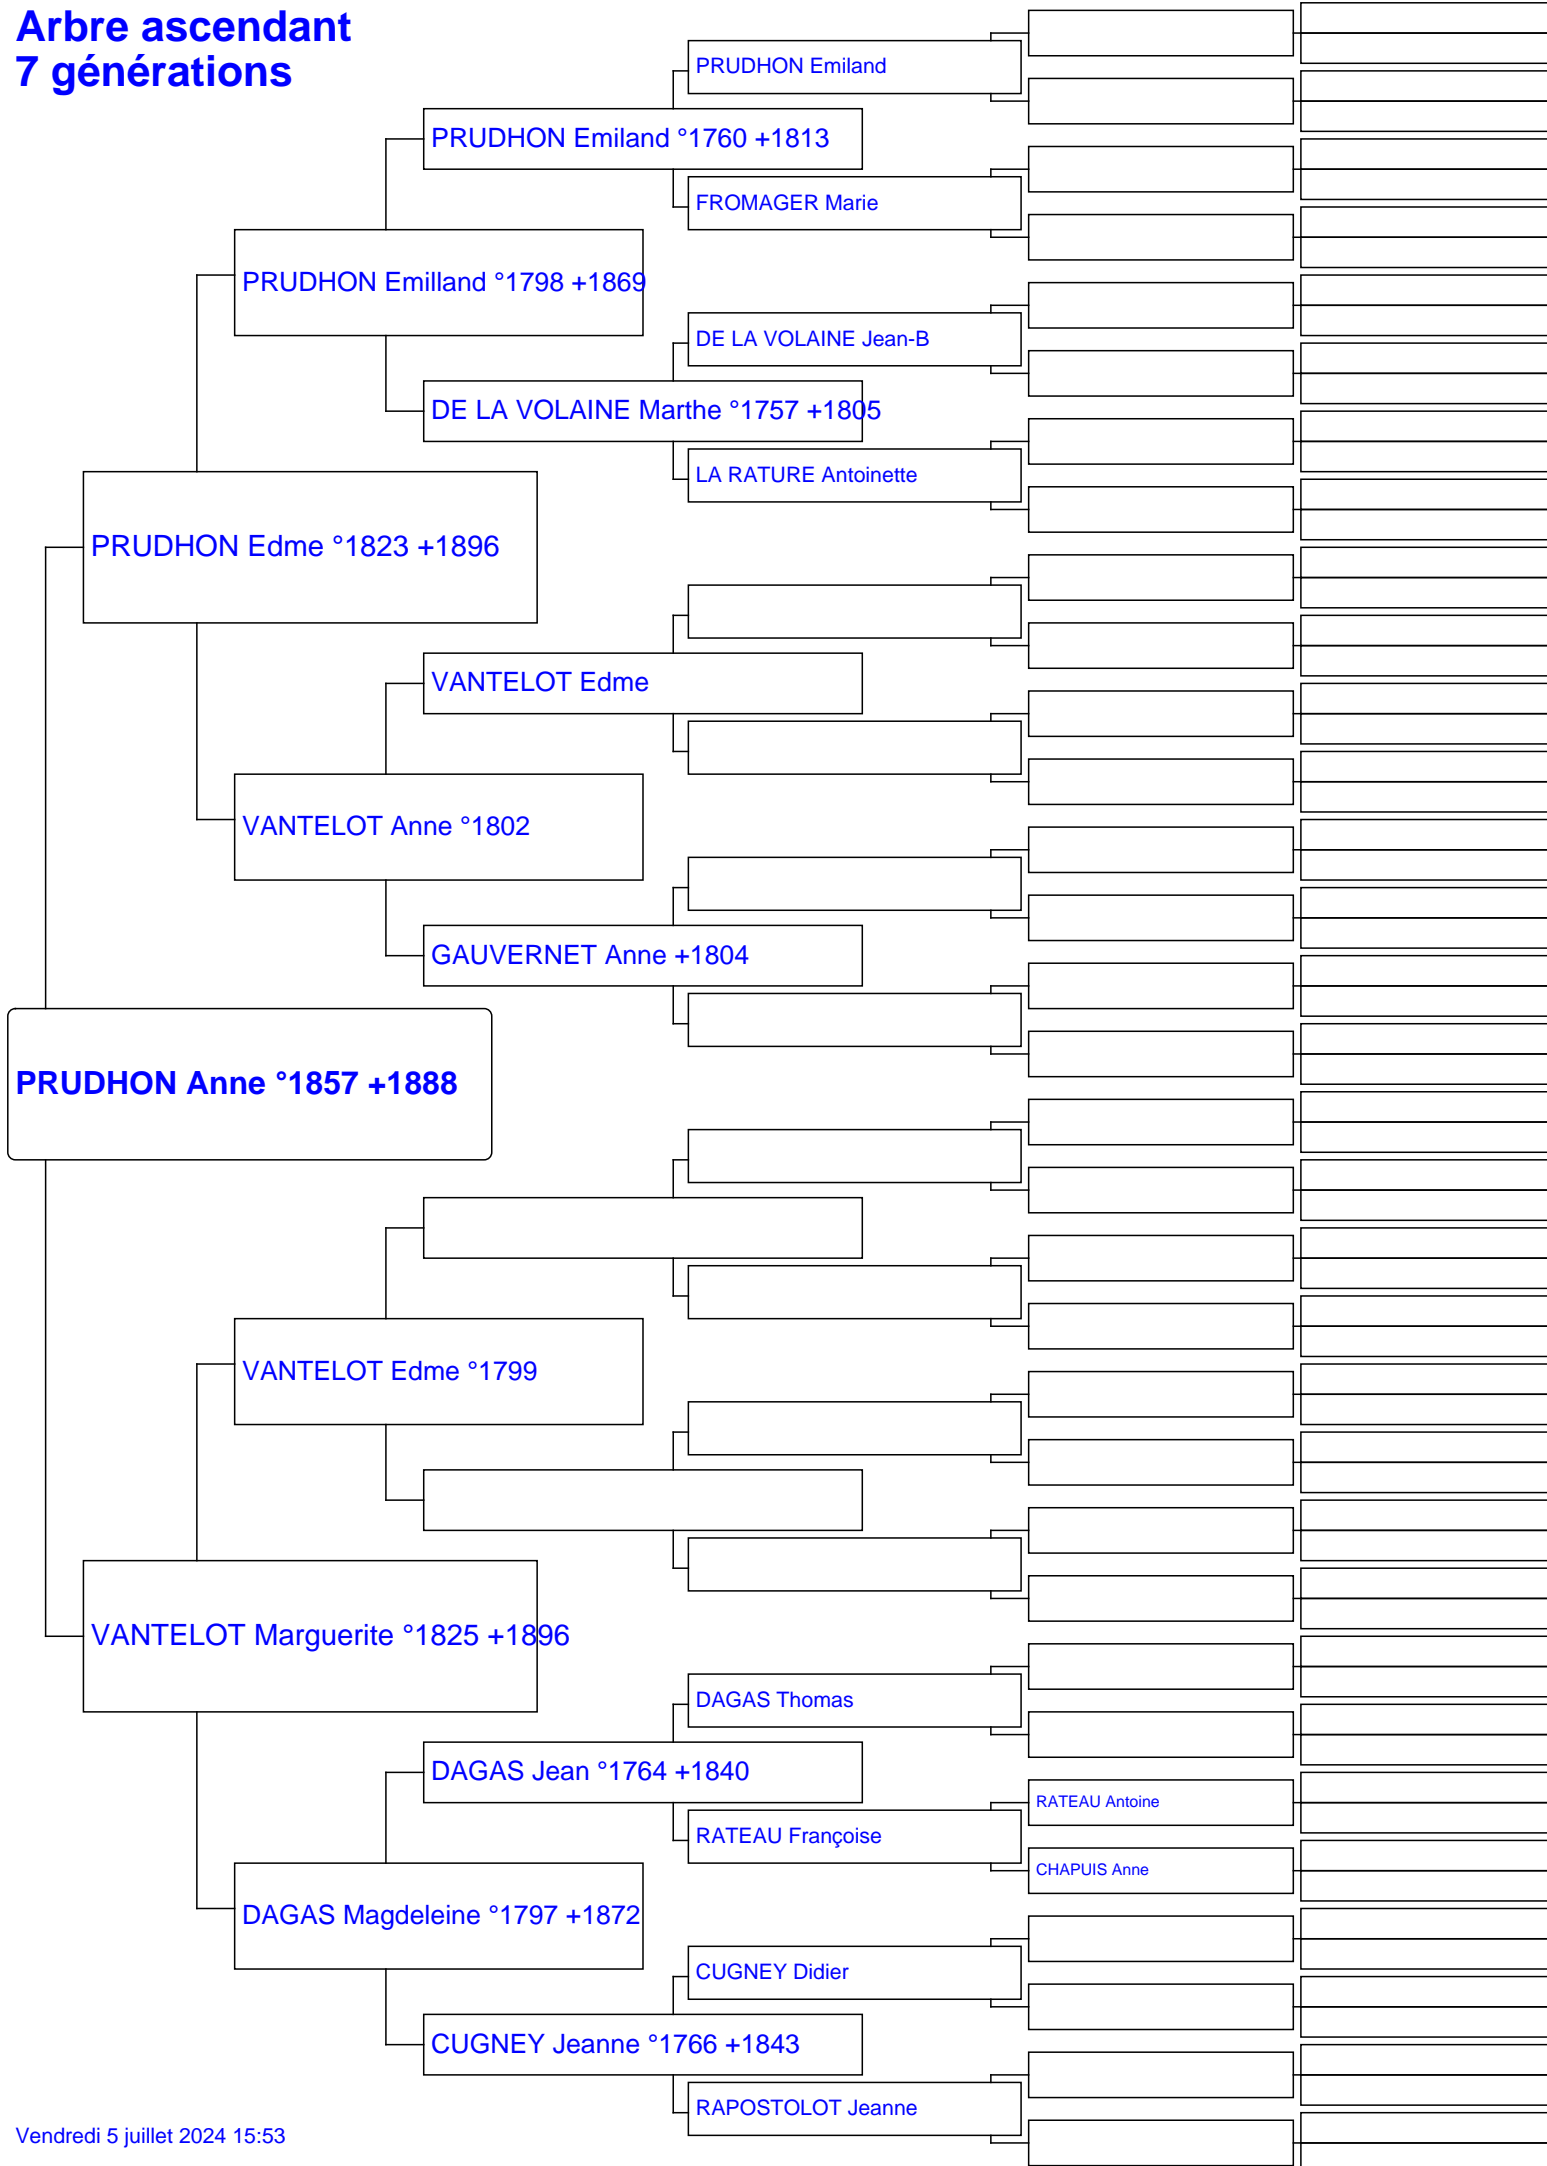 Arbre ascendant
7 générations
PRUDHON Emiland
PRUDHON Emiland °1760 +1813
FROMAGER Marie
PRUDHON Emilland °1798 +1869
DE LA VOLAINE Jean-B
DE LA VOLAINE Marthe °1757 +1805
LA RATURE Antoinette
PRUDHON Edme °1823 +1896
VANTELOT Edme
VANTELOT Anne °1802
GAUVERNET Anne +1804
PRUDHON Anne °1857 +1888
VANTELOT Edme °1799
VANTELOT Marguerite °1825 +1896
DAGAS Thomas
DAGAS Jean °1764 +1840
RATEAU Antoine
RATEAU Françoise
CHAPUIS Anne
DAGAS Magdeleine °1797 +1872
CUGNEY Didier
CUGNEY Jeanne °1766 +1843
RAPOSTOLOT Jeanne
Vendredi 5 juillet 2024 15:53